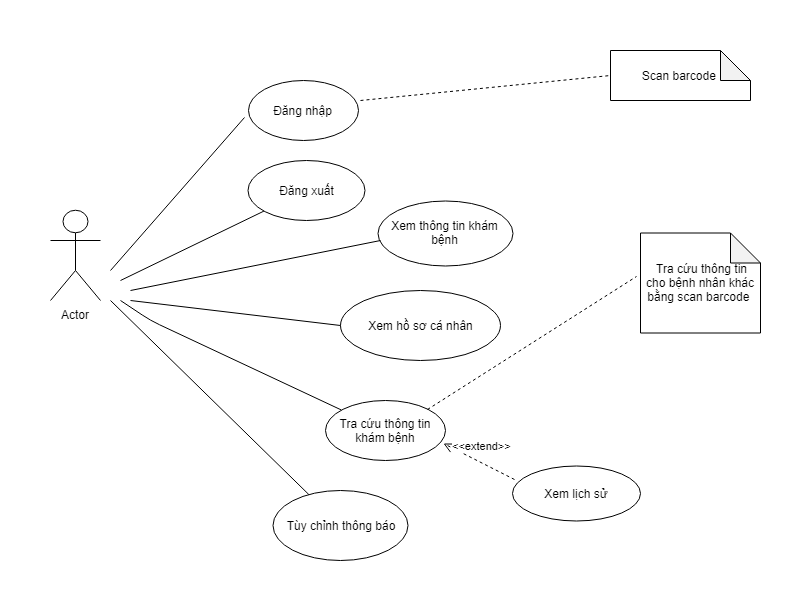 Scan barcode
Đăng nhập
Đăng xuất
Xem thông tin khám
bệnh
Tra cứu thông tin
cho bệnh nhân khác
bằng scan barcode
Actor
Xem hồ sơ cá nhân
Tra cứu thông tin
khám bệnh
<<extend>>
Xem lịch sử
Tùy chỉnh thông báo